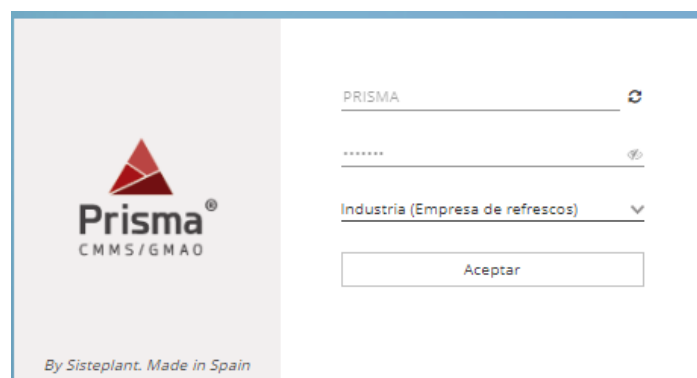 PRISMA
•••••••
Industria (Empresa de refrescos)
Aceptar
Prisma®
CMMS/GMAO
By Sisteplant. Made in Spain